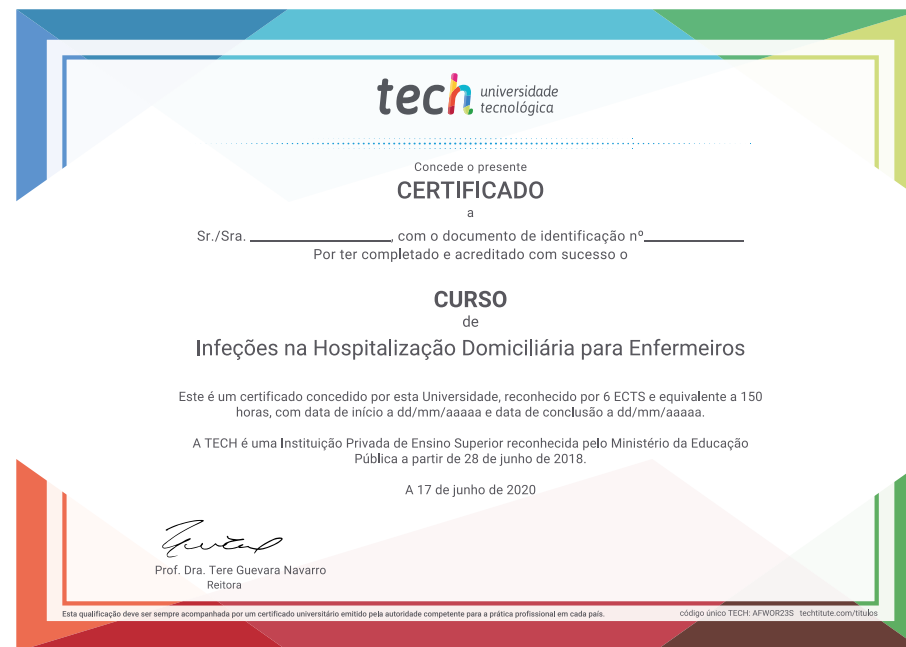 tech universidade
tecnológica
Concede o presente
CERTIFICADO
a
Sr./Sra. ____________________, com o documento de identificação nº______________
Por ter completado e acreditado com sucesso o
CURSO
de
Infeções na Hospitalização Domiciliária para Enfermeiros
Este é um certificado concedido por esta Universidade, reconhecido por 6 ECTS e equivalente a 150
horas, com data de início a dd/mm/aaaaa e data de conclusão a dd/mm/aaaaa.
A TECH é uma Instituição Privada de Ensino Superior reconhecida pelo Ministério da Educação
Pública a partir de 28 de junho de 2018.
A 17 de junho de 2020
Prof. Dra. Tere Guevara Navarro
Reitora
Esta qualificação deve ser sempre acompanhada por um certificado universitário emitido pela autoridade competente para a prática profissional em cada país.
código único TECH: AFWOR23S techtitute.com/titulos